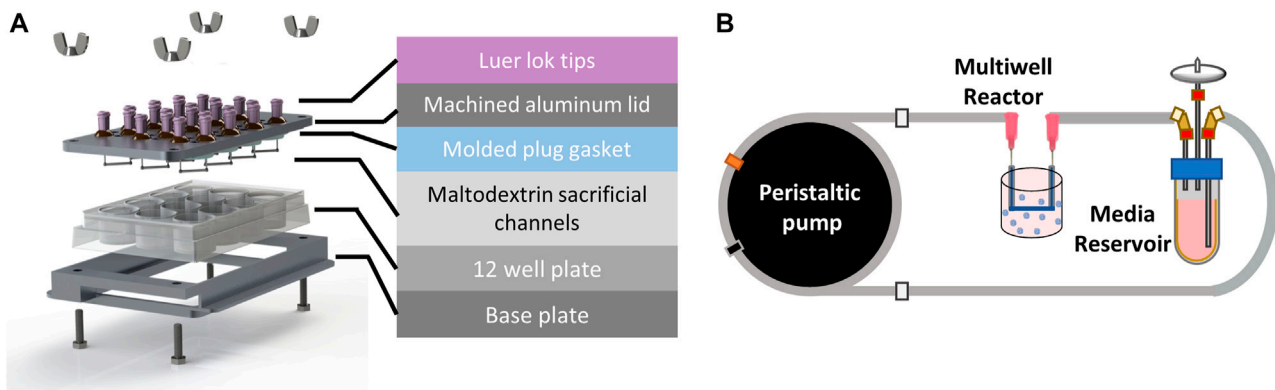 A
Luer lok tips
Machined aluminum lid
Molded plug gasket
Maltodextrin sacrificial
channels
12 well plate
Base plate
B
Multiwell
Reactor
Peristaltic
pump
Media
Reservoir